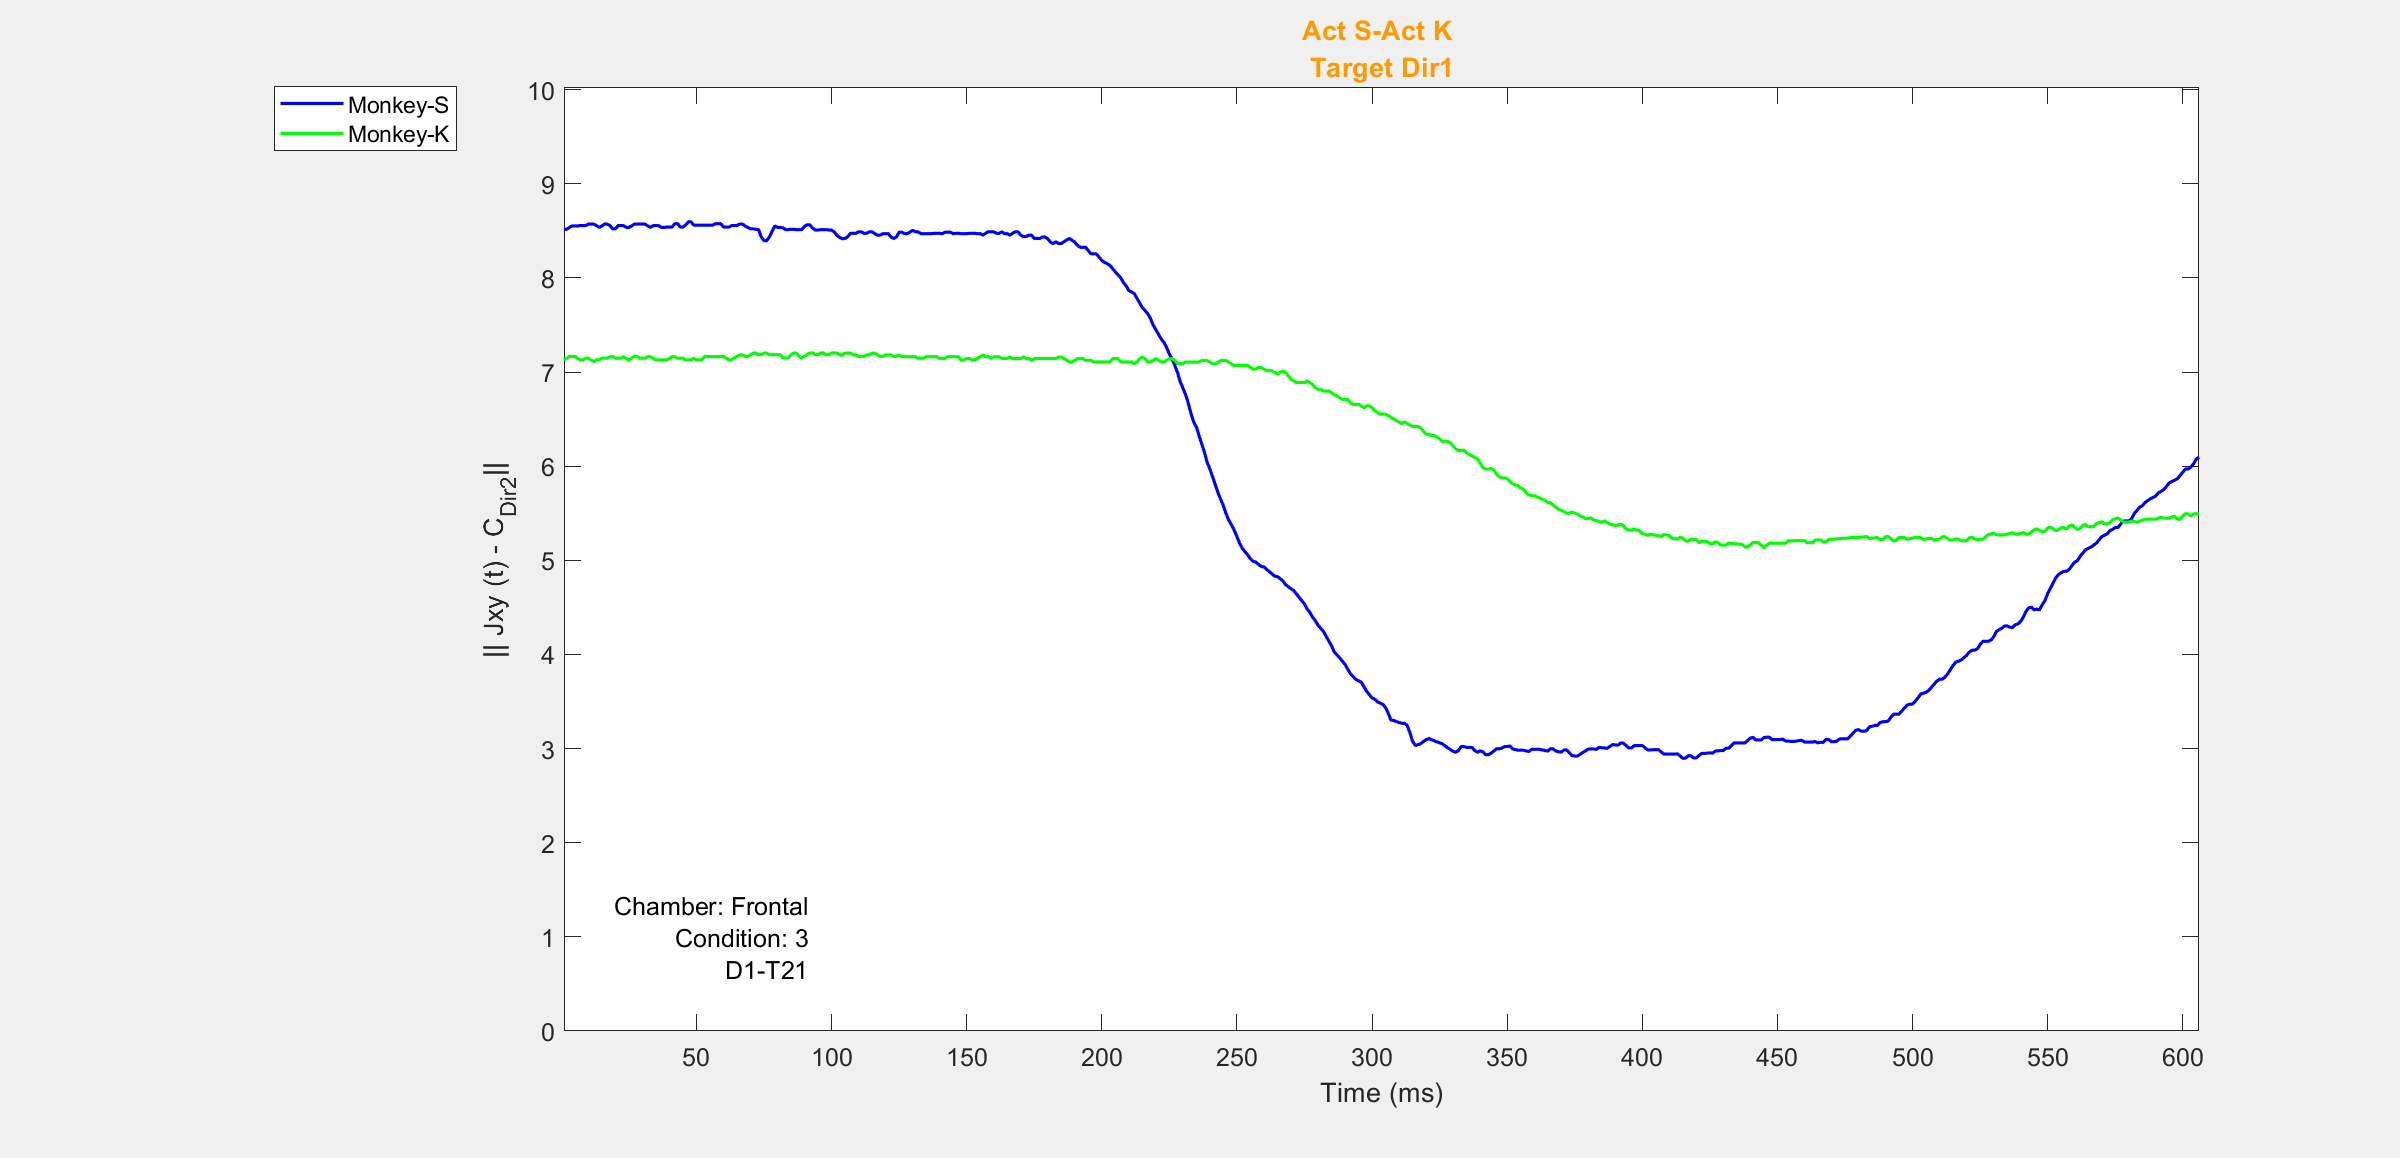 Act S-Act K
Target Dir1
Monkey-S
Monkey-K
10
9
8
7
6
5
4
3
2
1
0
|| Jxy (t) - C_Dir2||
Chamber: Frontal
Condition: 3
D1-T21
50 100 150 200 250 300 350 400 450 500 550 600
Time (ms)